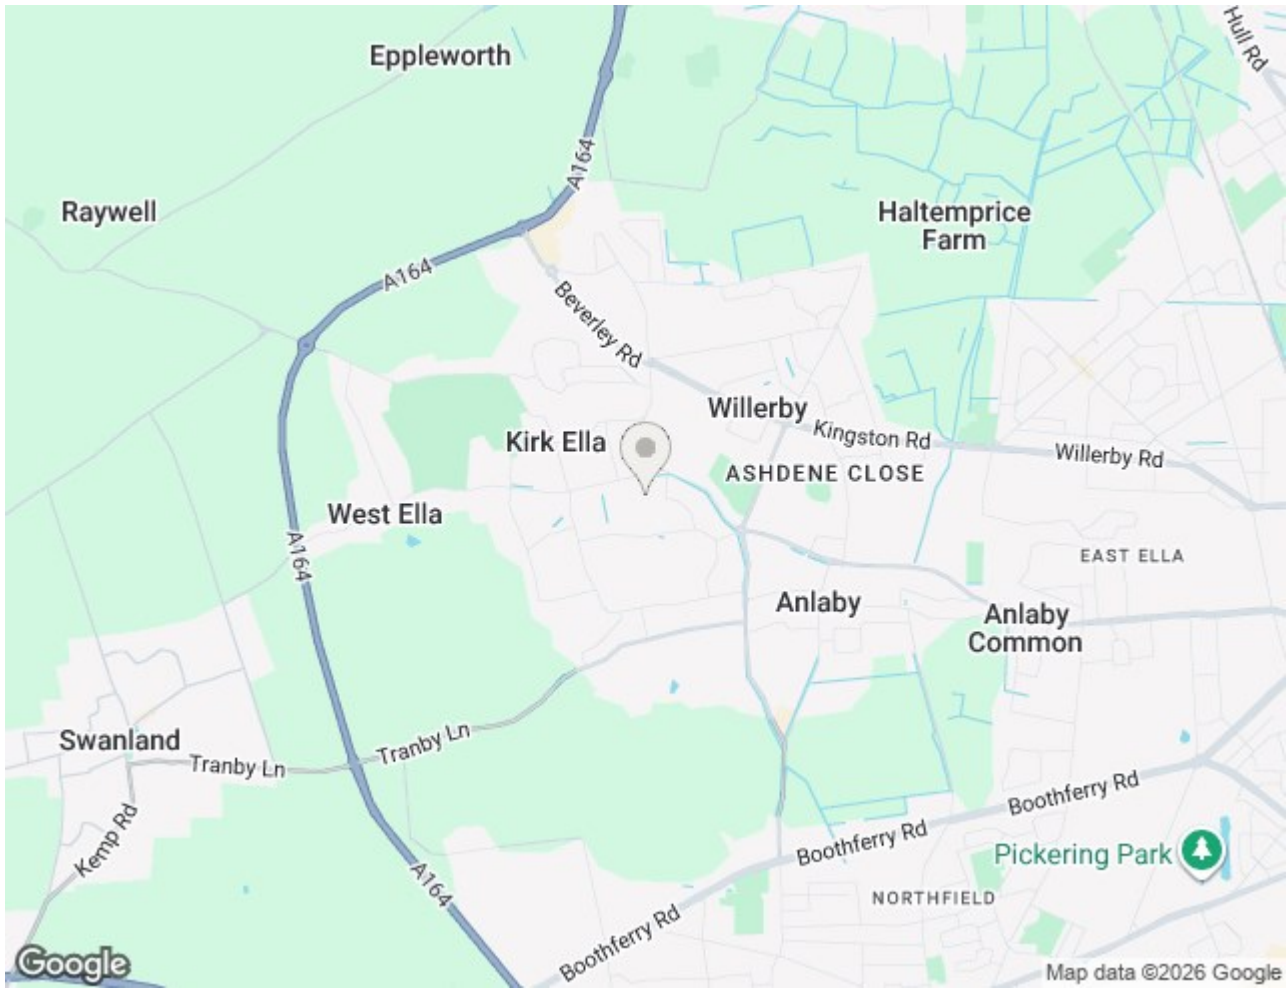 Hull Rd
Eppleworth
A164
Raywell
Haltemprice
Farm
A164
Beverley Rd
Willerby
Kingston Rd
Kirk Ella
Willerby Rd
ASHDENE CLOSE
West Ella
A164
EAST ELLA
Anlaby
Anlaby
Common
Swanland
Tranby Ln
Tranby Ln
Kemp Rd
Boothferry Rd
Boothferry Rd
Pickering Park
A164
NORTHFIELD
Boothferry Rd
Google
Map data ©2026 Google